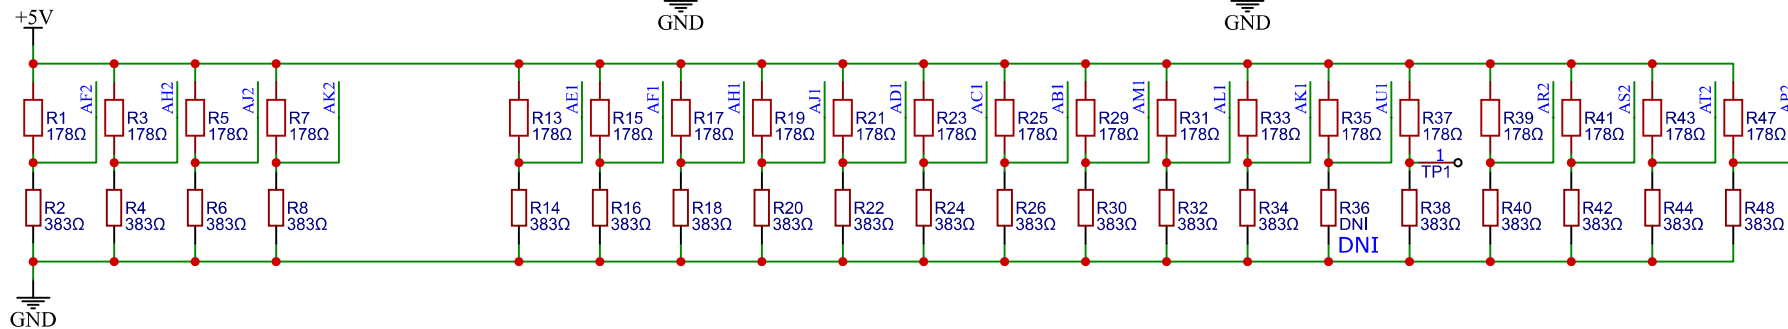 GND
GND
+5V
AF2
AH2
AJ2
AK2
AE1
AF1
AH1
AJ1
AD1
AC1
AB1
AM1
AL1
AK1
AU1
AR2
AS2
AT2
AP2
R1
178Ω
R3
178Ω
R5
178Ω
R7
178Ω
R13
178Ω
R15
178Ω
R17
178Ω
R19
178Ω
R21
178Ω
R23
178Ω
R25
178Ω
R29
178Ω
R31
178Ω
R33
178Ω
R35
178Ω
R37
178Ω
R39
178Ω
R41
178Ω
R43
178Ω
R47
178Ω
1
TP1
R2
383Ω
R4
383Ω
R6
383Ω
R8
383Ω
R14
383Ω
R16
383Ω
R18
383Ω
R20
383Ω
R22
383Ω
R24
383Ω
R26
383Ω
R30
383Ω
R32
383Ω
R34
383Ω
R36
DNI
DNI
R38
383Ω
R40
383Ω
R42
383Ω
R44
383Ω
R48
383Ω
GND